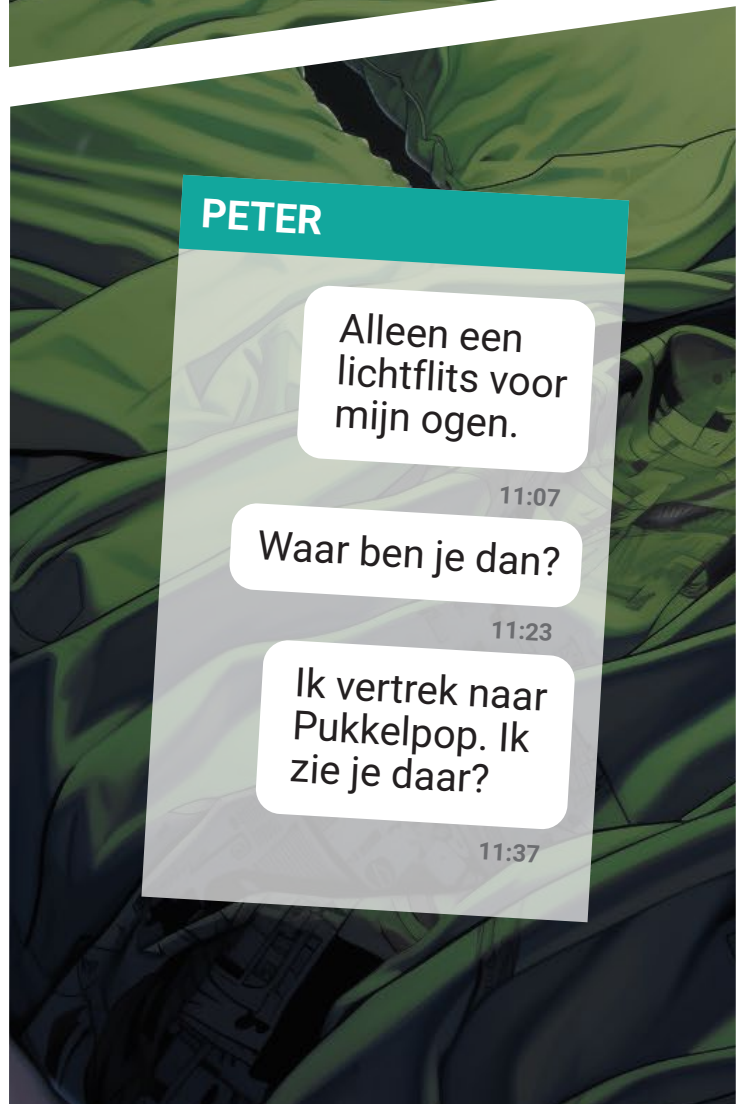 PETER
Alleen een
lichtflits voor
mijn ogen.
11:07
Waar ben je dan?
11:23
Ik vertrek naar
Pukkelpop. Ik
zie je daar?
11:37